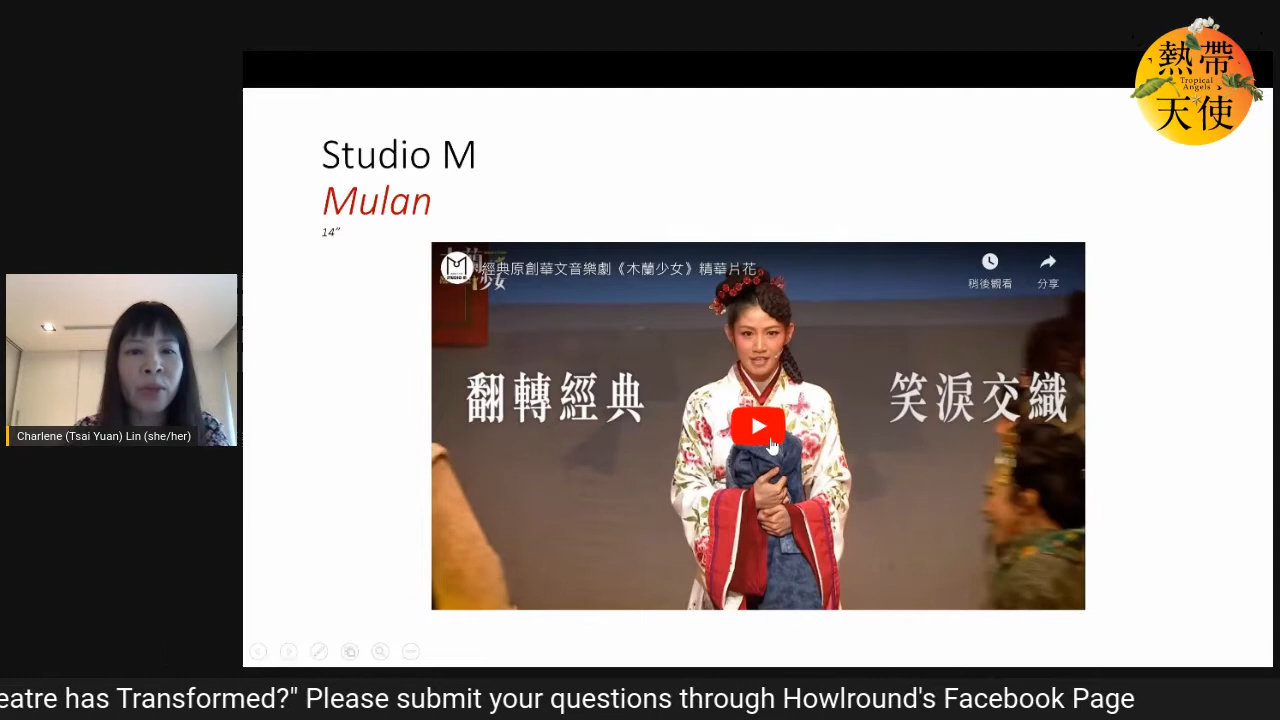 熱帶
Tropical
Angels
天使
Studio M
Mulan
14"
經典原創華文音樂劇《木蘭少女》精華片花
稍後觀看
分享
少女
翻轉經典
笑淚交織
Charlene (Tsai Yuan) Lin (she/her)
eatre has Transformed?" Please submit your questions through Howlround's Facebook Page